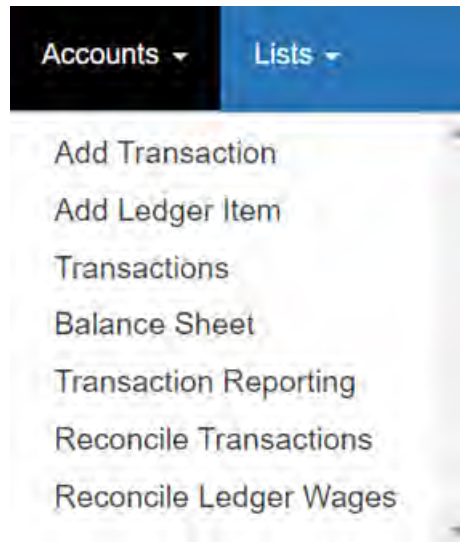 Accounts Lists
Add Transaction
Add Ledger Item
Transactions
Balance Sheet
Transaction Reporting
Reconcile Transactions
Reconcile Ledger Wages